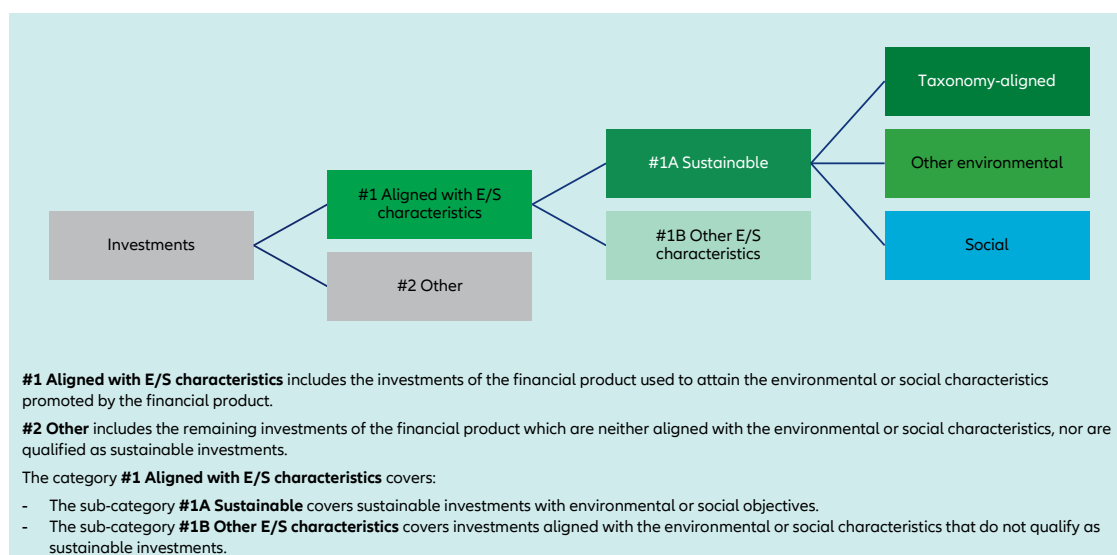 Taxonomy-aligned
#1A Sustainable
Other environmental
#1 Aligned with E/S
characteristics
Investments
#1B Other E/S
characteristics
Social
#2 Other
#1 Aligned with E/S characteristics includes the investments of the financial product used to attain the environmental or social characteristics
promoted by the financial product.
#2 Other includes the remaining investments of the financial product which are neither aligned with the environmental or social characteristics, nor are
qualified as sustainable investments.
The category #1 Aligned with E/S characteristics covers:
- The sub-category #1A Sustainable covers sustainable investments with environmental or social objectives.
- The sub-category #1B Other E/S characteristics covers investments aligned with the environmental or social characteristics that do not qualify as
sustainable investments.